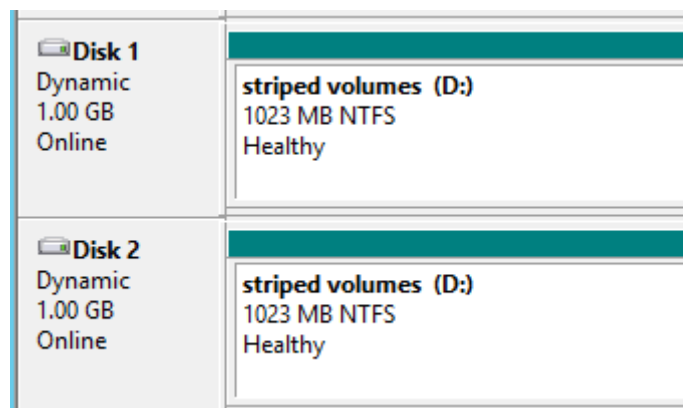 Disk 1
Dynamic
1.00 GB
Online
striped volumes (D:)
1023 MB NTFS
Healthy
Disk 2
Dynamic
1.00 GB
Online
striped volumes (D:)
1023 MB NTFS
Healthy